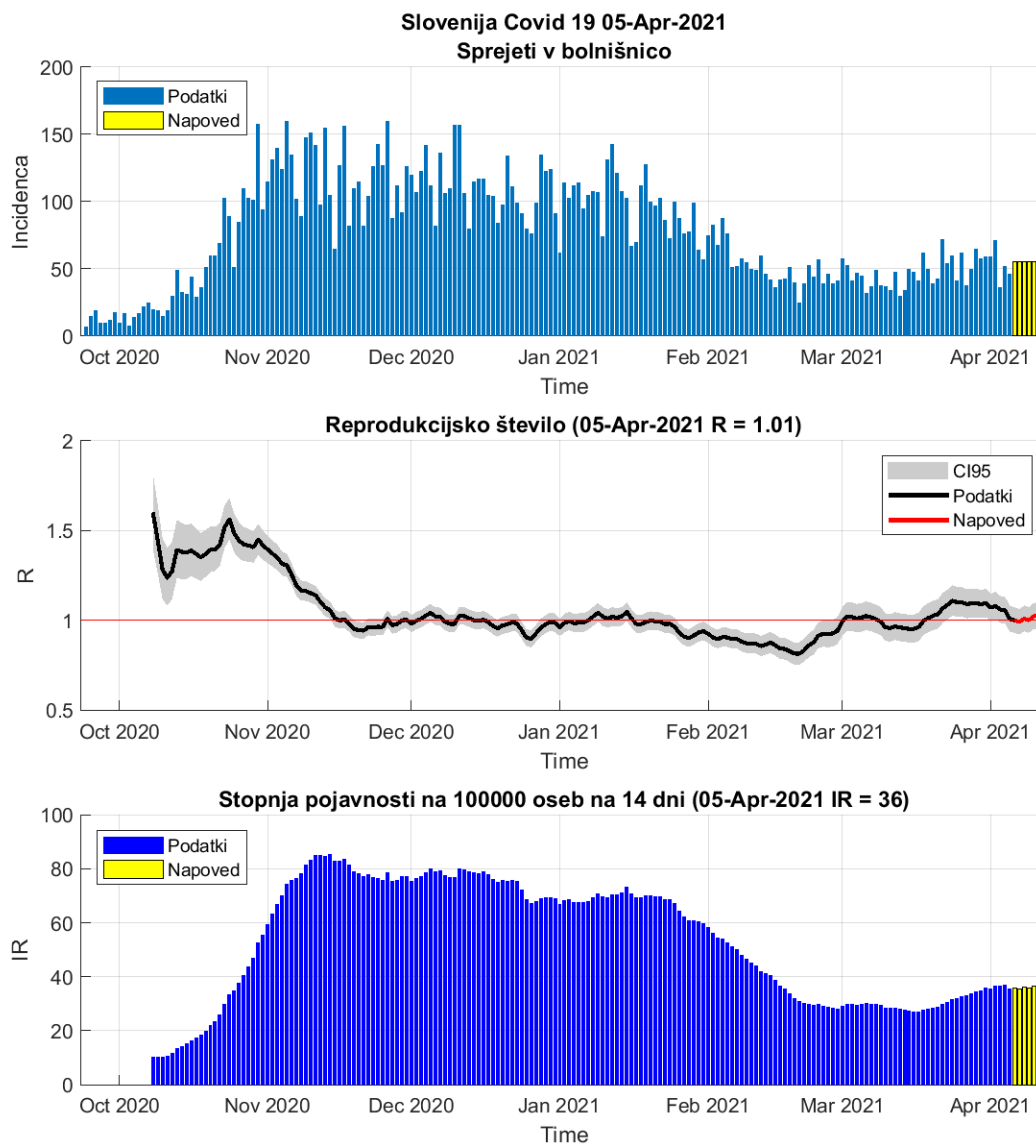 Slovenija Covid 19 05-Apr-2021
Sprejeti v bolnišnico
200
150
100
50
0
Incidenca
Podatki
Napoved
Oct 2020 Nov 2020 Dec 2020 Jan 2021 Feb 2021 Mar 2021 Apr 2021
Time
Reprodukcijsko število (05-Apr-2021 R = 1.01)
2
1.5
1
0.5
R
CI95
Podatki
Napoved
Oct 2020 Nov 2020 Dec 2020 Jan 2021 Feb 2021 Mar 2021 Apr 2021
Time
Stopnja pojavnosti na 100000 oseb na 14 dni (05-Apr-2021 IR = 36)
100
80
60
40
20
0
IR
Podatki
Napoved
Oct 2020 Nov 2020 Dec 2020 Jan 2021 Feb 2021 Mar 2021 Apr 2021
Time